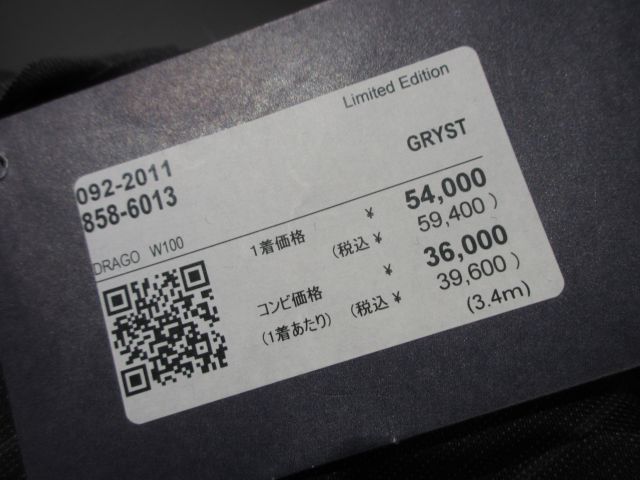 Limited Edition
092-2011
858-6013
GRYST
DRAGO W100
1着価格
¥ 54,000
(税込 ¥ 59,400 )
コンビ価格
¥ 36,000
(1着あたり)
(税込 ¥ 39,600 )
(3.4m)